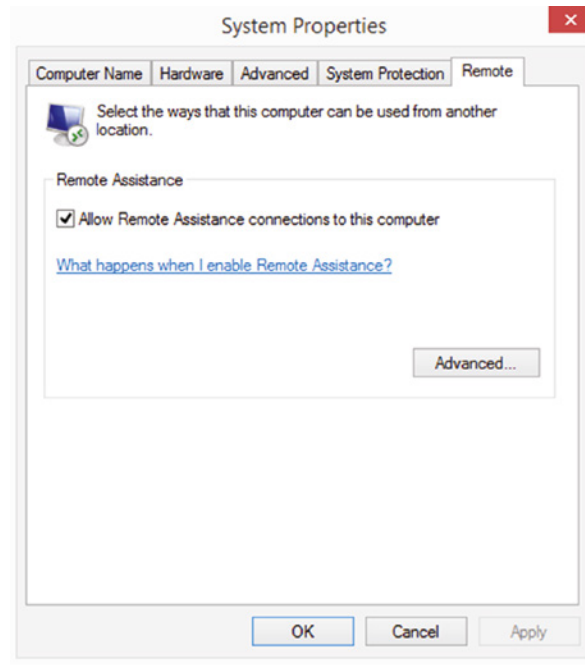 System Properties
Computer Name
Hardware
Advanced
System Protection
Remote
Select the ways that this computer can be used from another
location.
Remote Assistance
Allow Remote Assistance connections to this computer
What happens when I enable Remote Assistance?
Advanced...
OK
Cancel
Apply